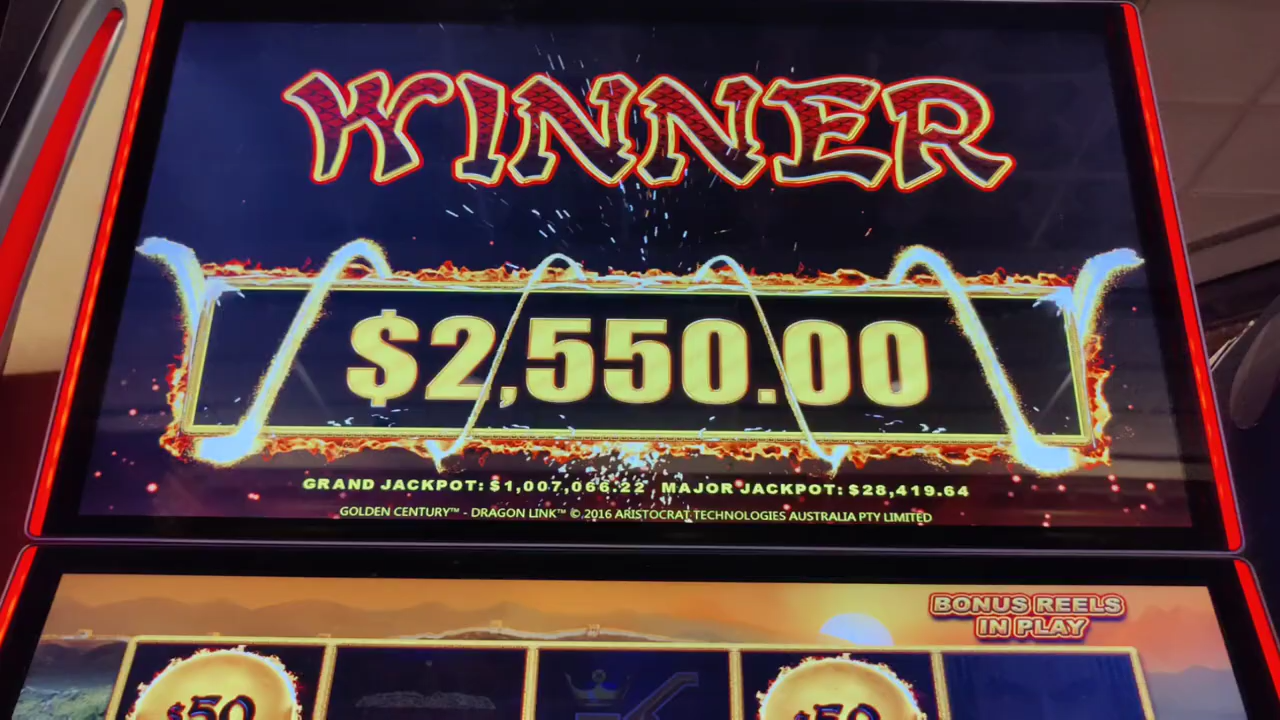 WINNER
$2,550.00
GRAND JACKPOT: $1,007,066.22 MAJOR JACKPOT: $28,419.64
GOLDEN CENTURY™ - DRAGON LINK™ © 2016 ARISTOCRAT TECHNOLOGIES AUSTRALIA PTY LIMITED
BONUS REELS
IN PLAY
$50 $50